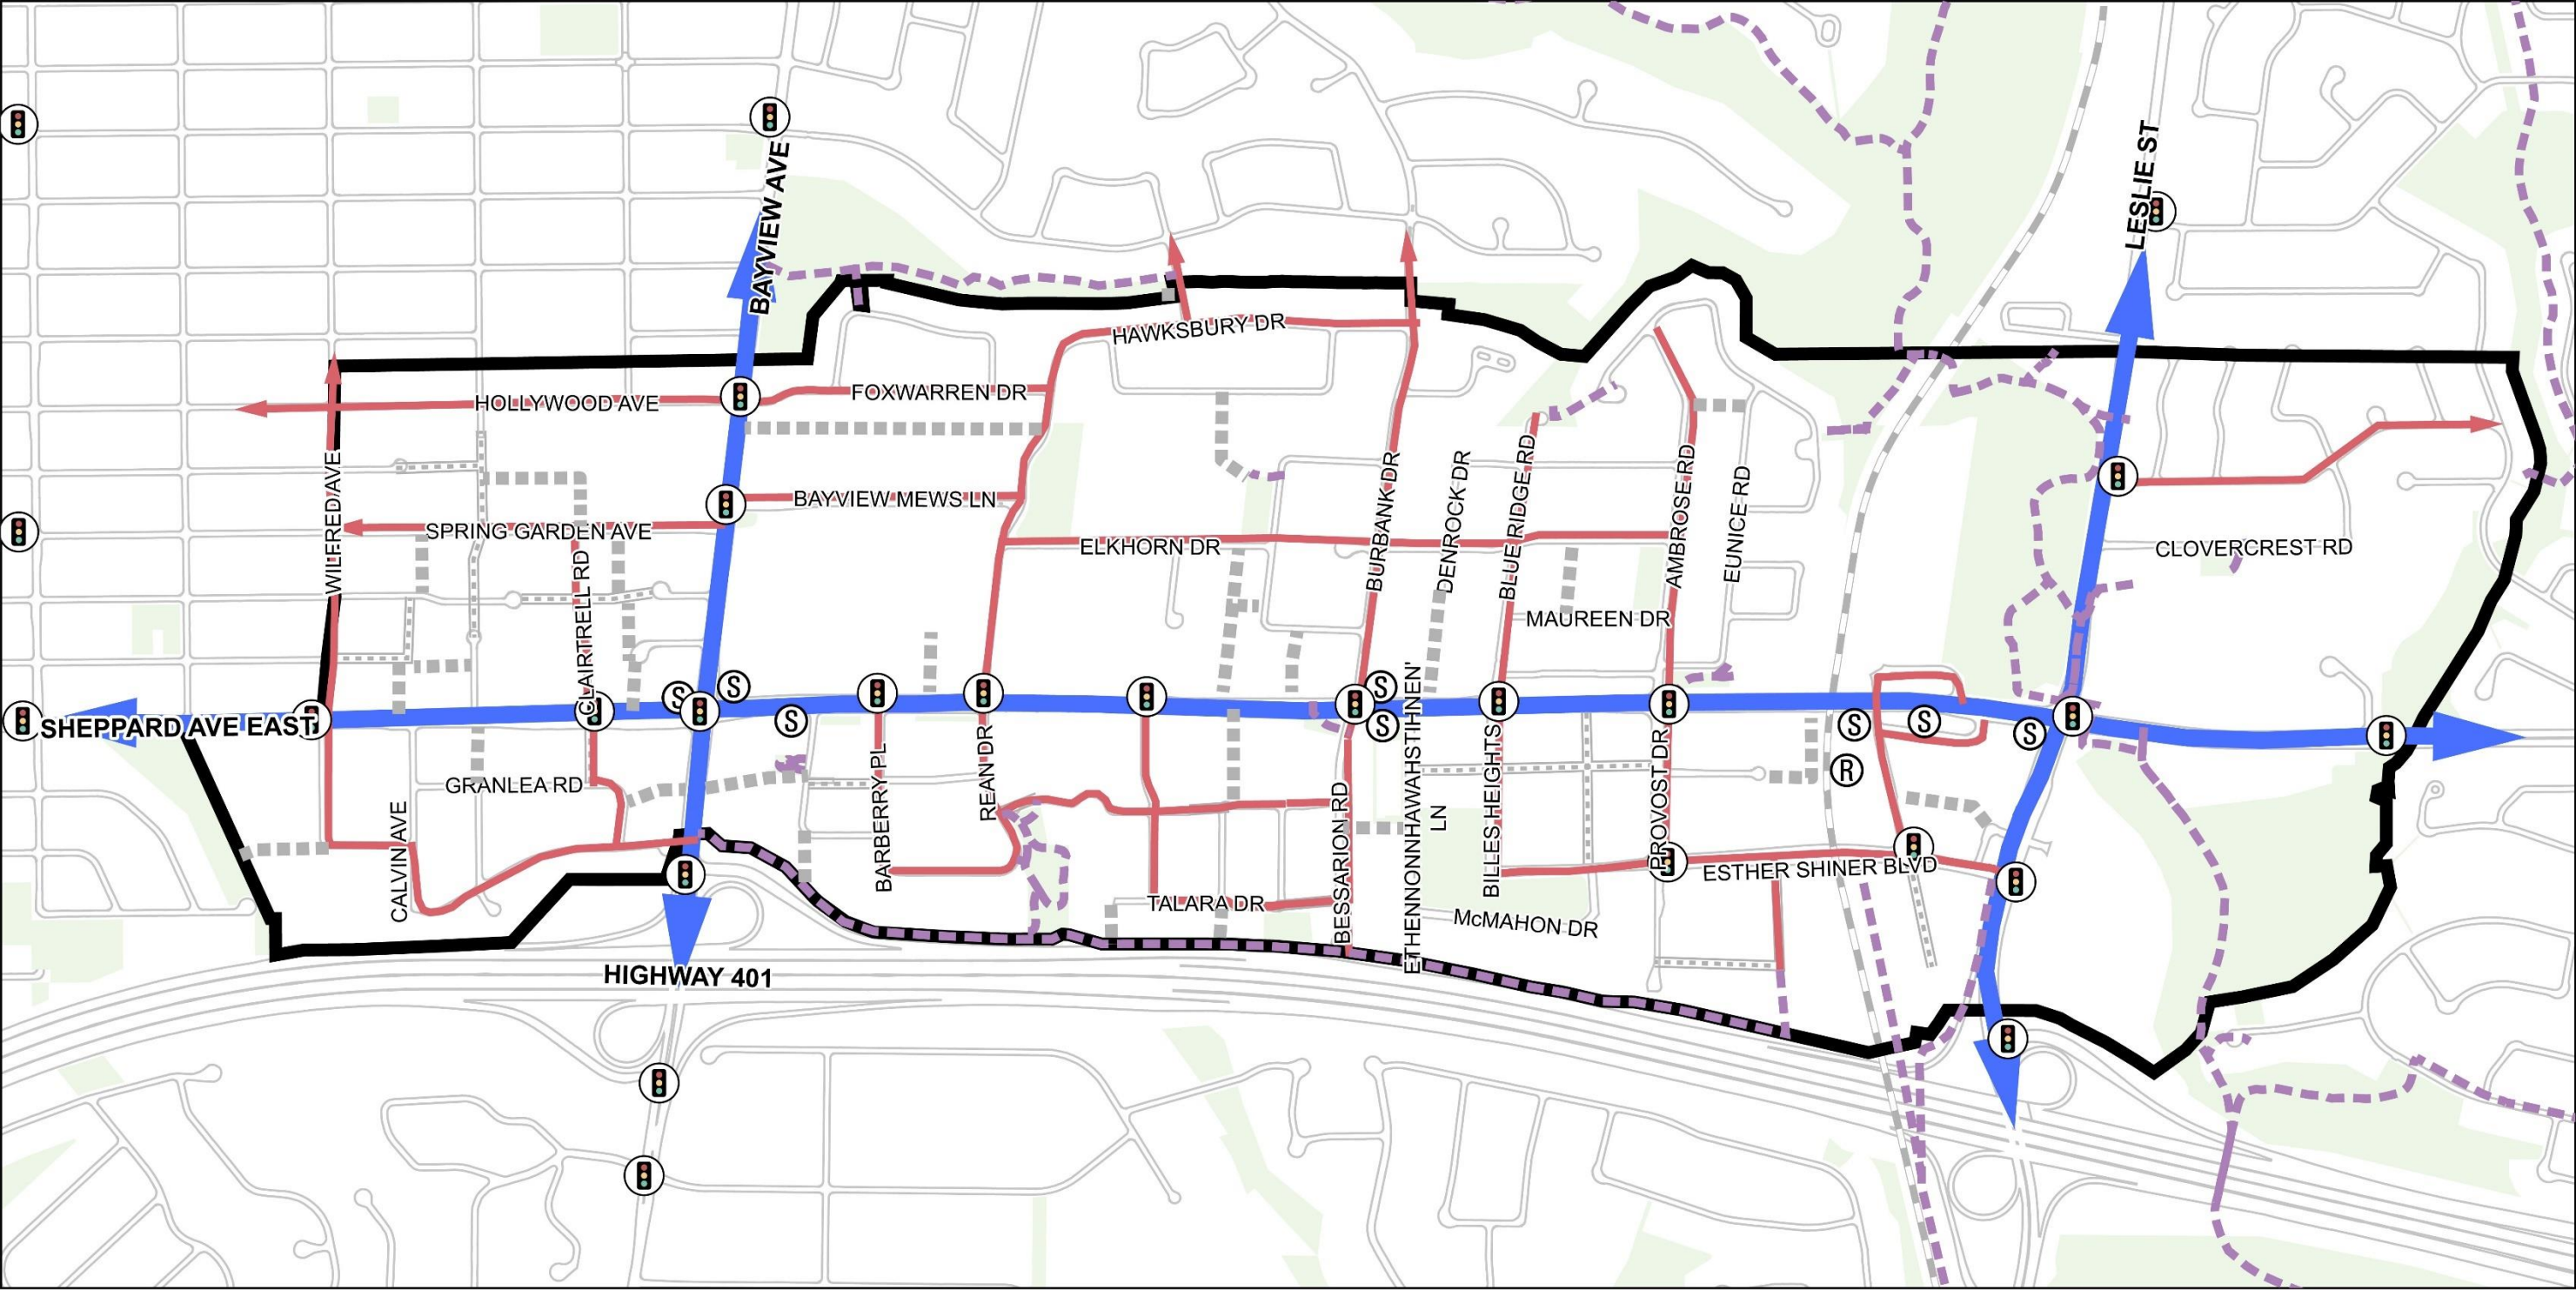 BAYVIEW AVE
LESLIE ST
HAWKSBURY DR
HOLLYWOOD AVE
FOXWARREN DR
WILFRED AVE
BAYVIEW MEWS LN
SPRING GARDEN AVE
ELKHORN DR
BURBANK DR
DENROCK DR
BLUE RIDGE RD
AMBROSE RD
EUNICE RD
CLOVERCREST RD
CLAIRTRELL RD
MAUREEN DR
S
S
S
S
S
S
S
S
R
SHEPPARD AVE EAST
GRANLEA RD
CALVIN AVE
BARBERRY PL
REAN DR
BESSARION RD
ETHENNONNHAWAHSTIHNEN'
LN
BILLES HEIGHTS
PROVOST DR
ESTHER SHINER BLVD
TALARA DR
McMAHON DR
HIGHWAY 401